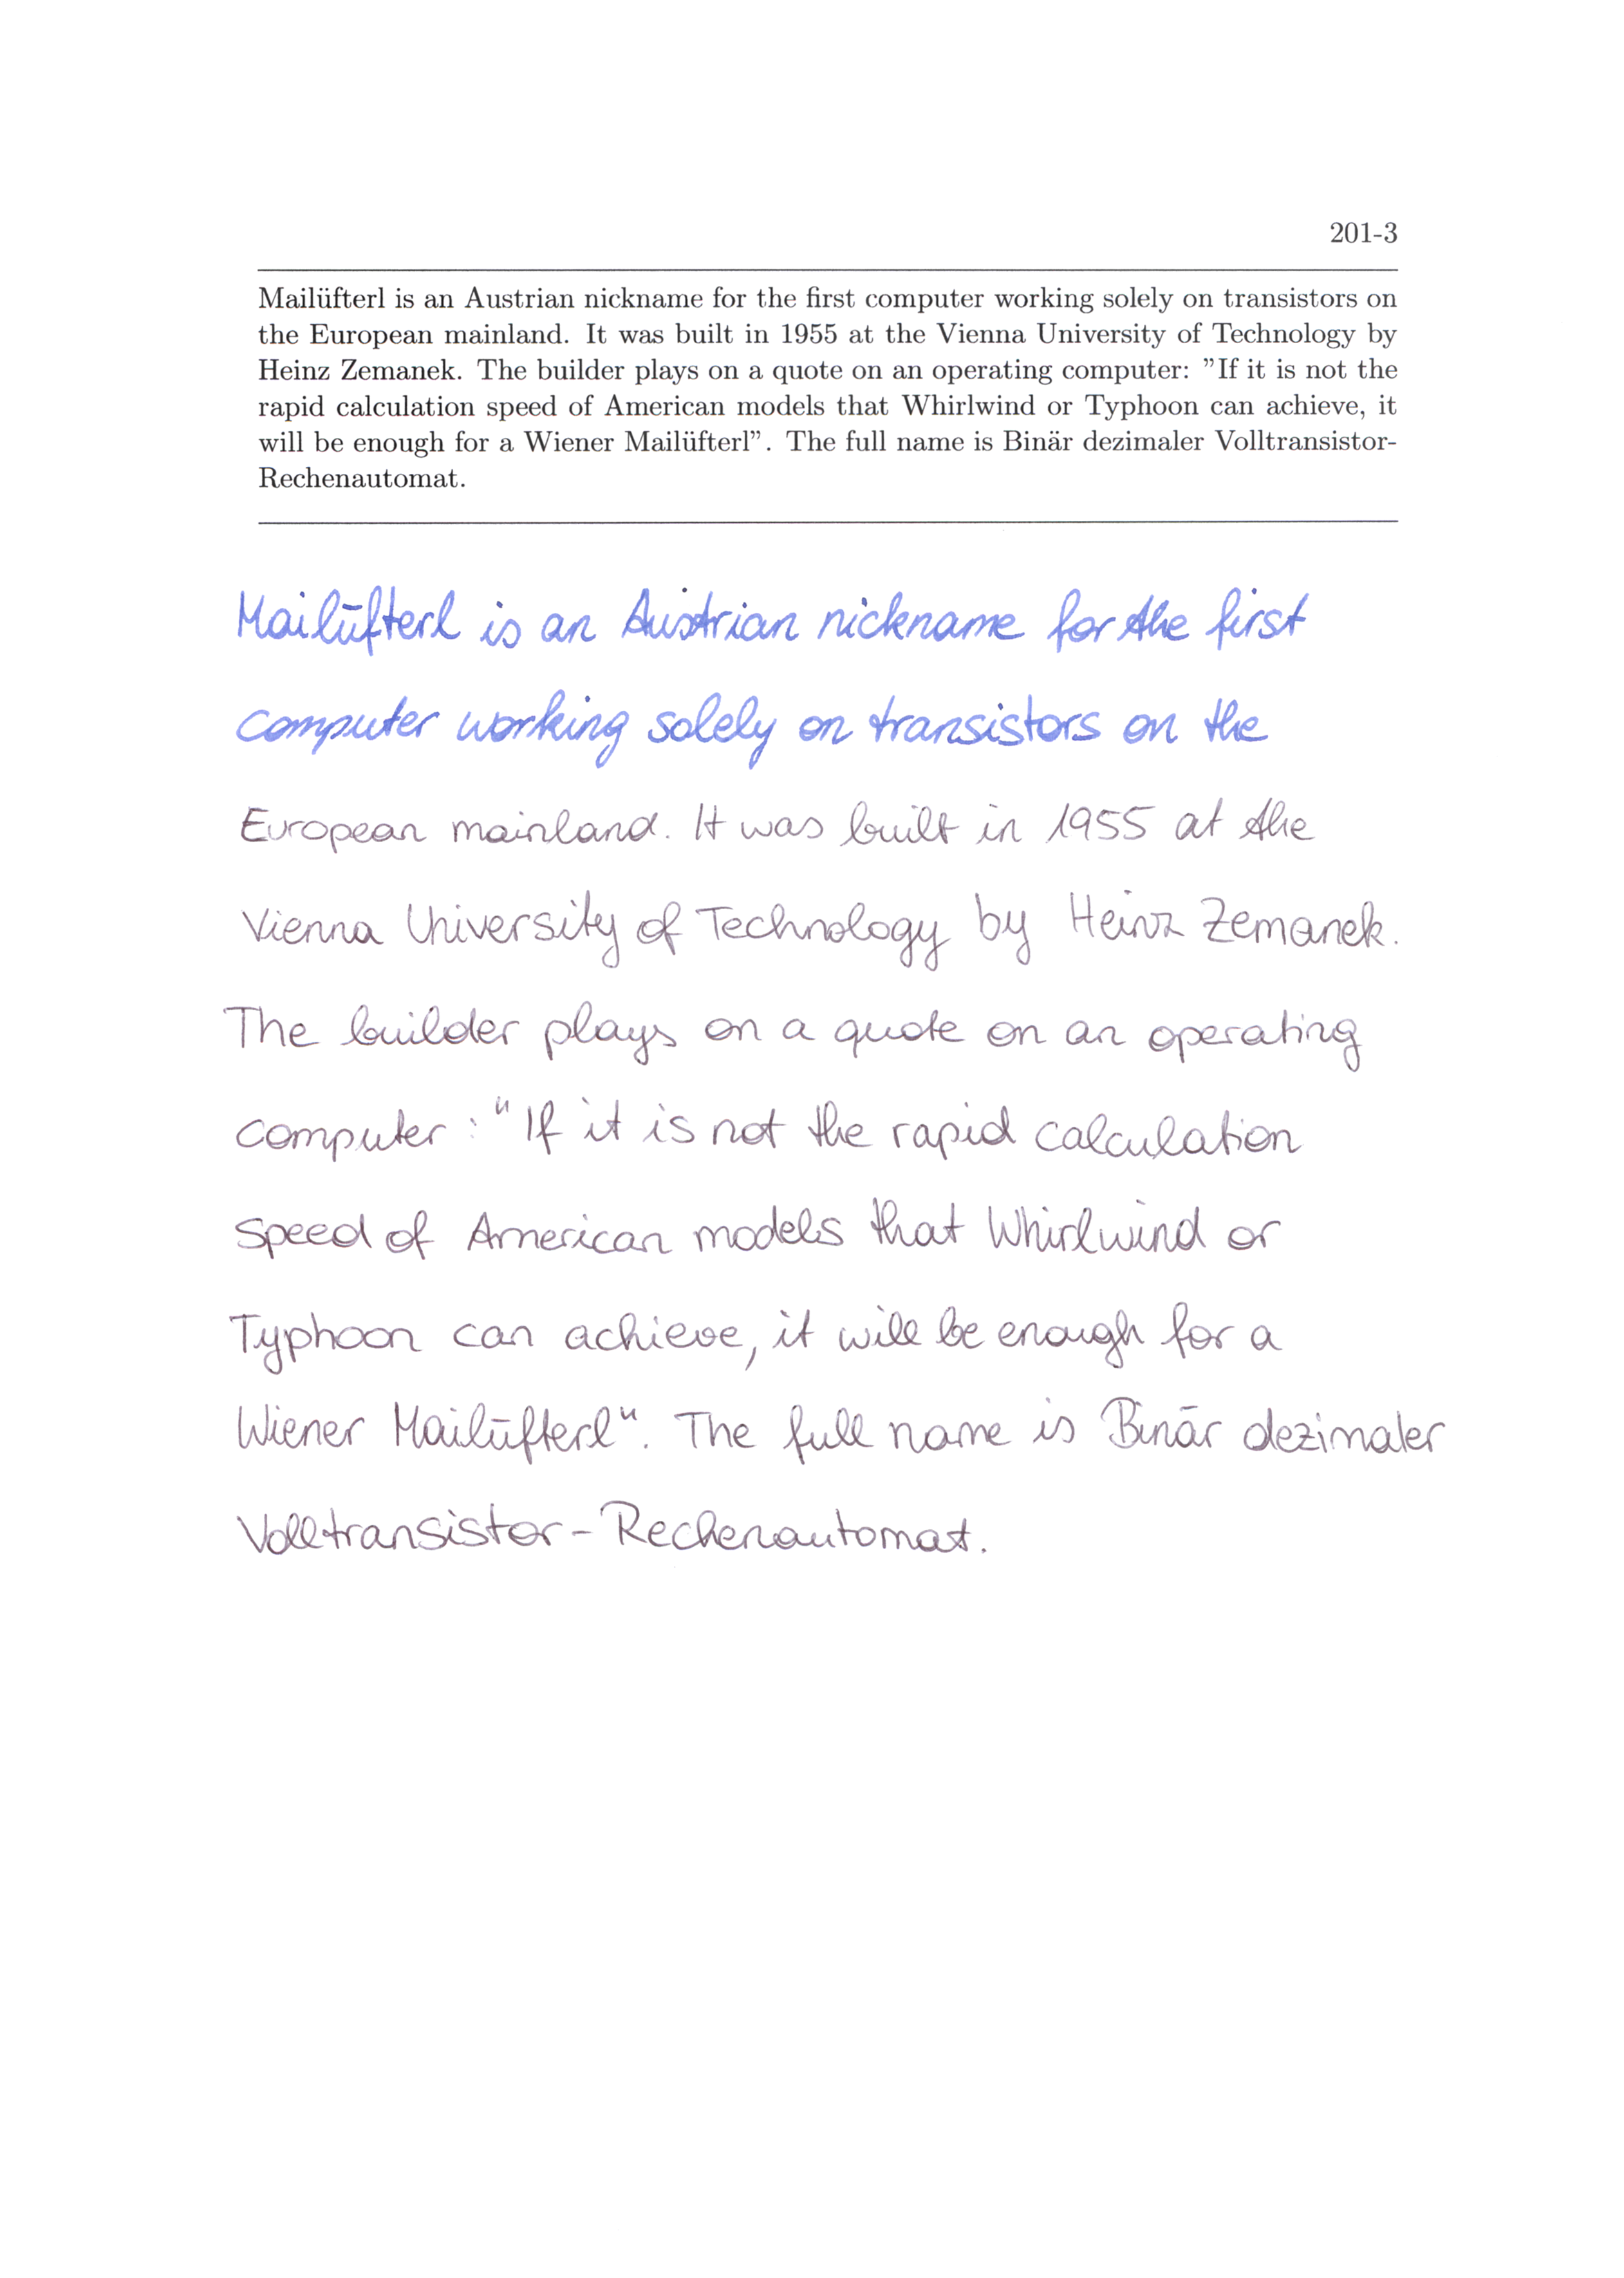 201-3
Mailüfterl is an Austrian nickname for the first computer working solely on transistors on
the European mainland. It was built in 1955 at the Vienna University of Technology by
Heinz Zemanek. The builder plays on a quote on an operating computer: ”If it is not the
rapid calculation speed of American models that Whirlwind or Typhoon can achieve, it
will be enough for a Wiener Mailüfterl”. The full name is Binär dezimaler Volltransistor-
Rechenautomat.
Mailüfterl is an Austrian nickname for the first
computer working solely on transistors on the
European mainland. It was built in 1955 at the
Vienna University of Technology by Heinz Zemanek.
The builder plays on a quote on an operating
computer : "If it is not the rapid calculation
speed of American models that Whirlwind or
Typhoon can achieve, it will be enough for a
Wiener Mailüfterl". The full name is Binär dezimaler
Volltransistor-Rechenautomat.